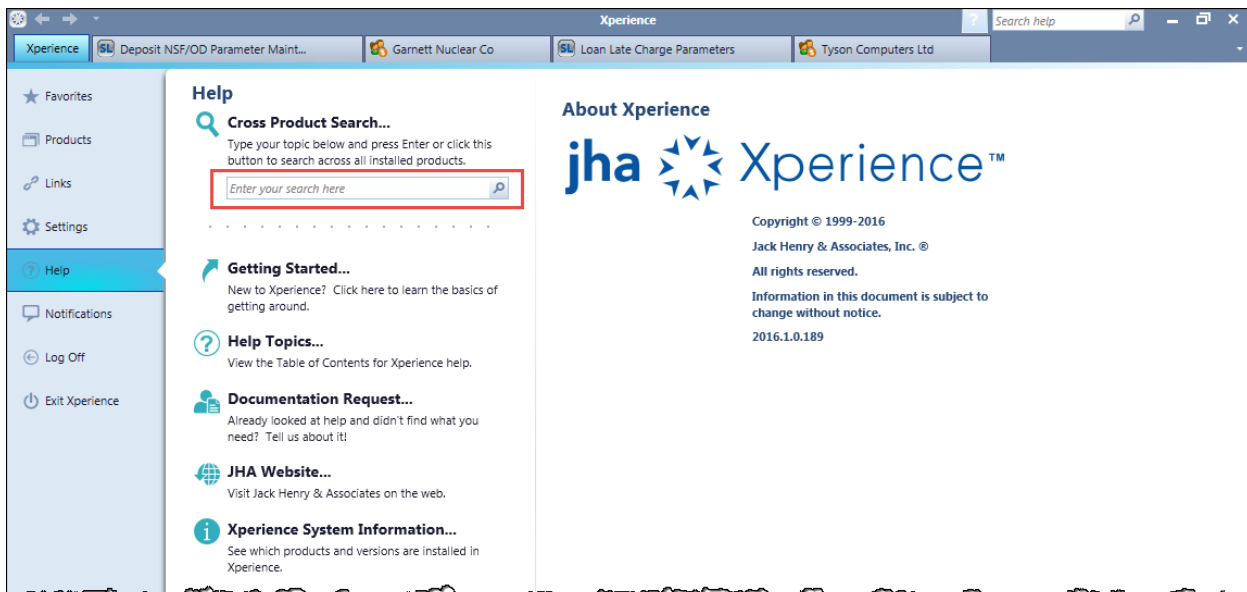 Xperience
? Search help
Xperience
SL Deposit NSF/OD Parameter Maint...
Garnett Nuclear Co
SL Loan Late Charge Parameters
Tyson Computers Ltd
Favorites
Products
Links
Settings
? Help
Notifications
Log Off
Exit Xperience
Help
Cross Product Search...
Type your topic below and press Enter or click this
button to search across all installed products.
Enter your search here
Getting Started...
New to Xperience? Click here to learn the basics of
getting around.
? Help Topics...
View the Table of Contents for Xperience help.
Documentation Request...
Already looked at help and didn't find what you
need? Tell us about it!
JHA Website...
Visit Jack Henry & Associates on the web.
i Xperience System Information...
See which products and versions are installed in
Xperience.
About Xperience
jha Xperience™
Copyright © 1999-2016
Jack Henry & Associates, Inc. ®
All rights reserved.
Information in this document is subject to
change without notice.
2016.1.0.189